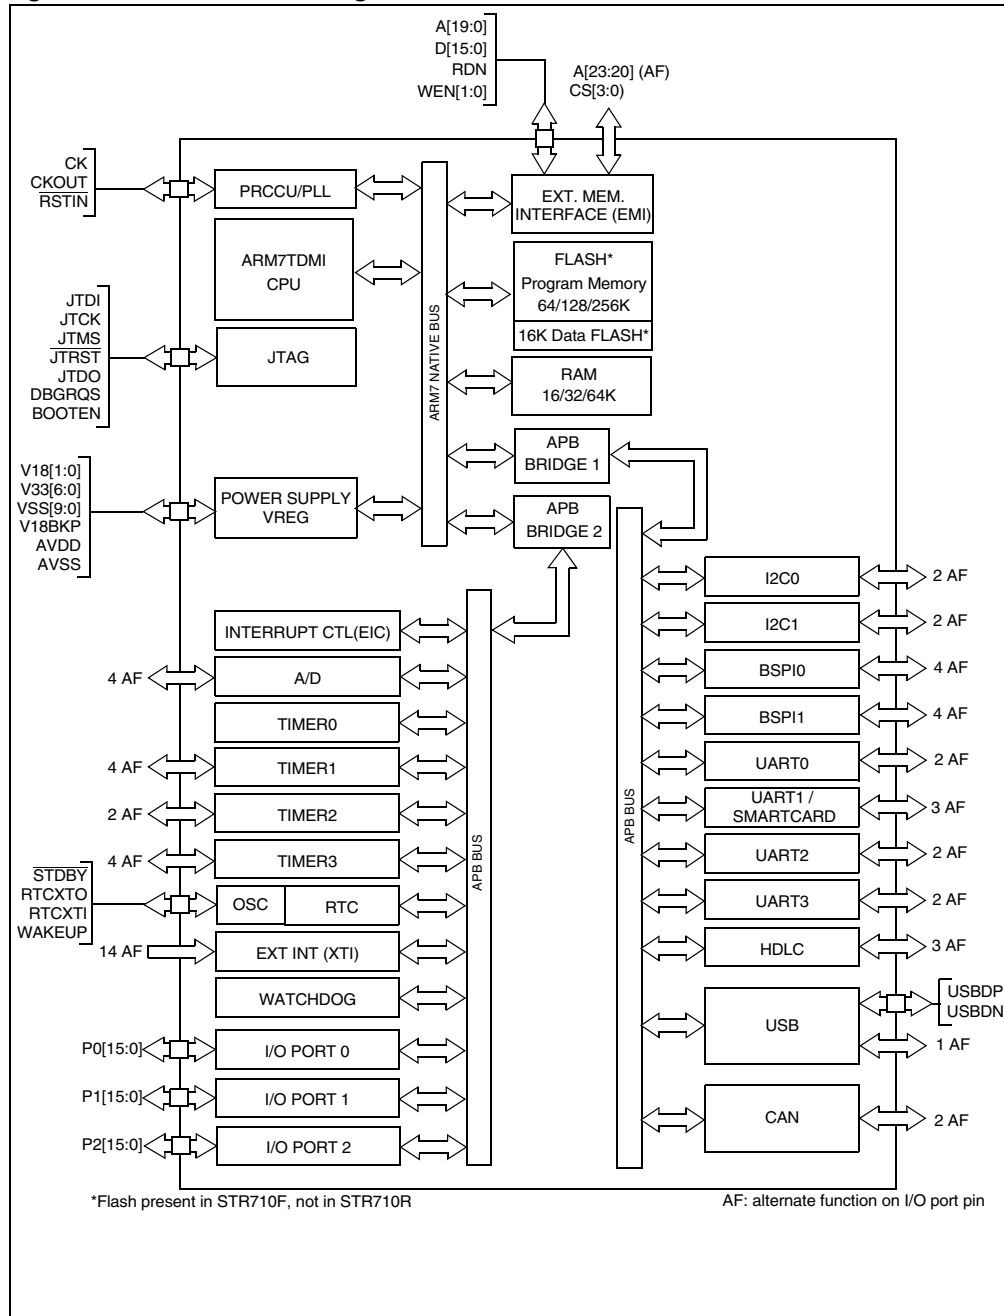 A[19:0]
D[15:0]
RDN
WEN[1:0]
A[23:20] (AF)
CS[3:0)
CK
CKOUT
RSTIN
PRCCU/PLL
EXT. MEM.
INTERFACE (EMI)
ARM7TDMI
CPU
FLASH*
Program Memory
64/128/256K
16K Data FLASH*
JTDI
JTCK
JTMS
JTRST
JTDO
DBGRQS
BOOTEN
JTAG
ARM7 NATIVE BUS
RAM
16/32/64K
APB
BRIDGE 1
V18[1:0]
V33[6:0]
VSS[9:0]
V18BKP
AVDD
AVSS
POWER SUPPLY
VREG
APB
BRIDGE 2
INTERRUPT CTL(EIC)
4 AF
A/D
TIMER0
4 AF
TIMER1
2 AF
TIMER2
4 AF
TIMER3
STDBY
RTCXTO
RTCXTI
WAKEUP
OSC
RTC
14 AF
EXT INT (XTI)
WATCHDOG
P0[15:0]
I/O PORT 0
P1[15:0]
I/O PORT 1
P2[15:0]
I/O PORT 2
APB BUS
APB BUS
I2C0
2 AF
I2C1
2 AF
BSPI0
4 AF
BSPI1
4 AF
UART0
2 AF
UART1 /
SMARTCARD
3 AF
UART2
2 AF
UART3
2 AF
HDLC
3 AF
USB
USBDP
USBDN
1 AF
CAN
2 AF
*Flash present in STR710F, not in STR710R
AF: alternate function on I/O port pin